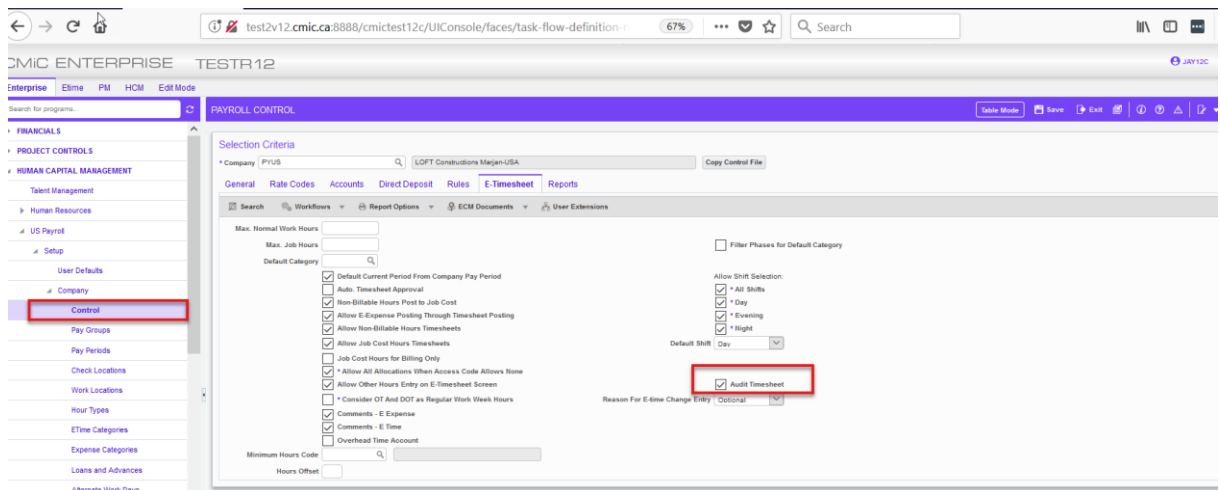 test2v12.cmic.ca:8888/cmictest12c/UIConsole/faces/task-flow-definition-r 67% Search
CMiC ENTERPRISE TESTR12 JAY12C
Enterprise Etime PM HCM Edit Mode
Search for programs... PAYROLL CONTROL Table Mode Save Exit
FINANCIALS
PROJECT CONTROLS
HUMAN CAPITAL MANAGEMENT
Talent Management
Human Resources
US Payroll
Setup
User Defaults
Company
Control
Pay Groups
Pay Periods
Check Locations
Work Locations
Hour Types
ETime Categories
Expense Categories
Loans and Advances
Alternate Work Days
Selection Criteria
* Company PYUS LOFT Constructions Marjan-USA Copy Control File
General Rate Codes Accounts Direct Deposit Rules E-Timesheet Reports
Search Workflows Report Options ECM Documents User Extensions
Max. Normal Work Hours
Max. Job Hours Filter Phases for Default Category
Default Category
Default Current Period From Company Pay Period Allow Shift Selection:
Auto. Timesheet Approval * All Shifts
Non-Billable Hours Post to Job Cost * Day
Allow E-Expense Posting Through Timesheet Posting * Evening
Allow Non-Billable Hours Timesheets * Night
Allow Job Cost Hours Timesheets Default Shift Day
Job Cost Hours for Billing Only
* Allow All Allocations When Access Code Allows None
Allow Other Hours Entry on E-Timesheet Screen Audit Timesheet
* Consider OT And DOT as Regular Work Week Hours Reason For E-time Change Entry Optional
Comments - E Expense
Comments - E Time
Overhead Time Account
Minimum Hours Code
Hours Offset